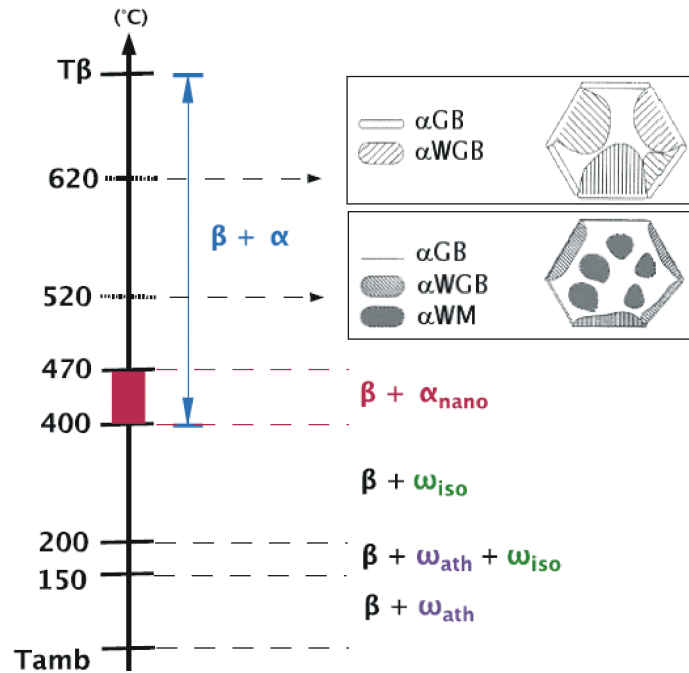 (°C)
Tβ
αGB
αWGB
620
β + α
αGB
520
αWGB
αWM
470
β + αnano
400
β + ωiso
200
β + ωath + ωiso
150
β + ωath
Tamb